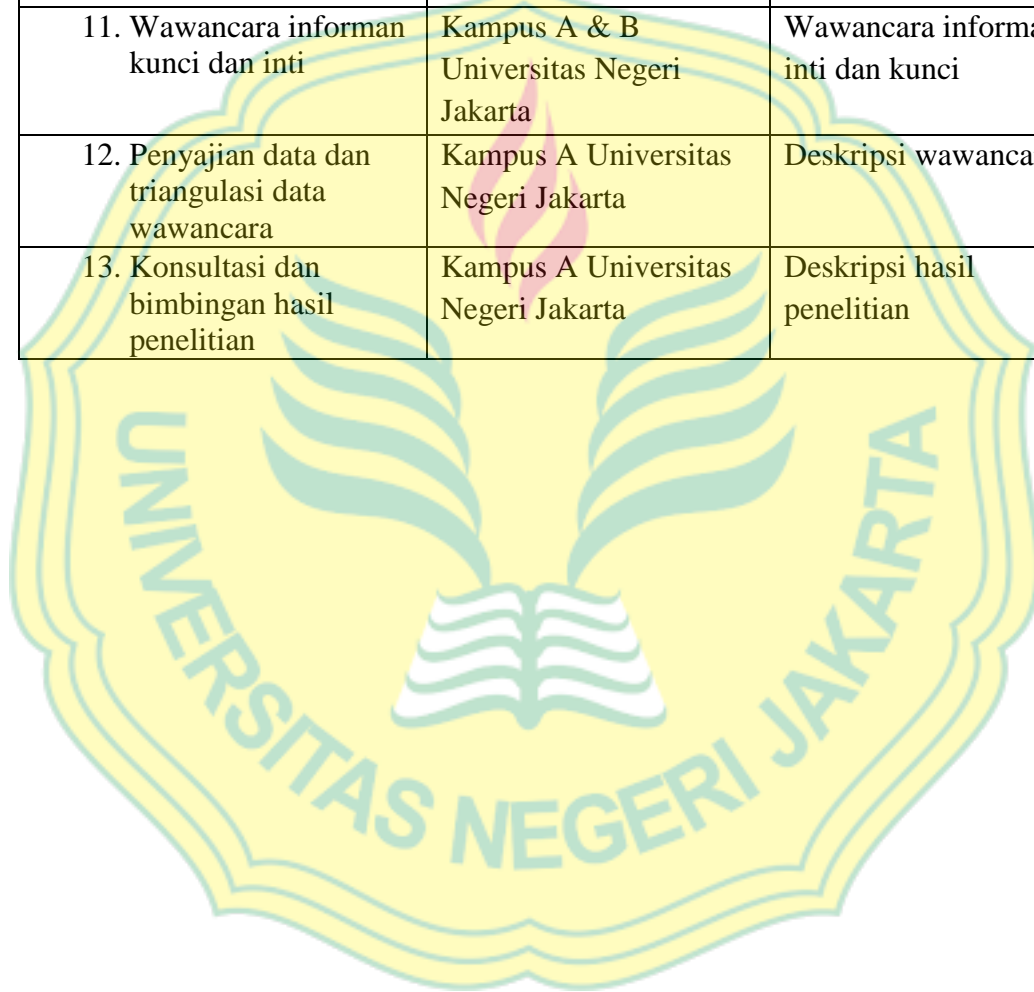 11. Wawancara informan
kunci dan inti
Kampus A & B
Universitas Negeri
Jakarta
Wawancara
inti dan kunci
12. Penyajian data dan
triangulasi data
wawancara
Kampus A Universitas
Negeri Jakarta
Deskripsi
13. Konsultasi dan
bimbingan hasil
penelitian
Kampus A Universitas
Negeri Jakarta
Deskripsi hasil
penelitian
UNIVERSITAS NEGERI JAKARTA